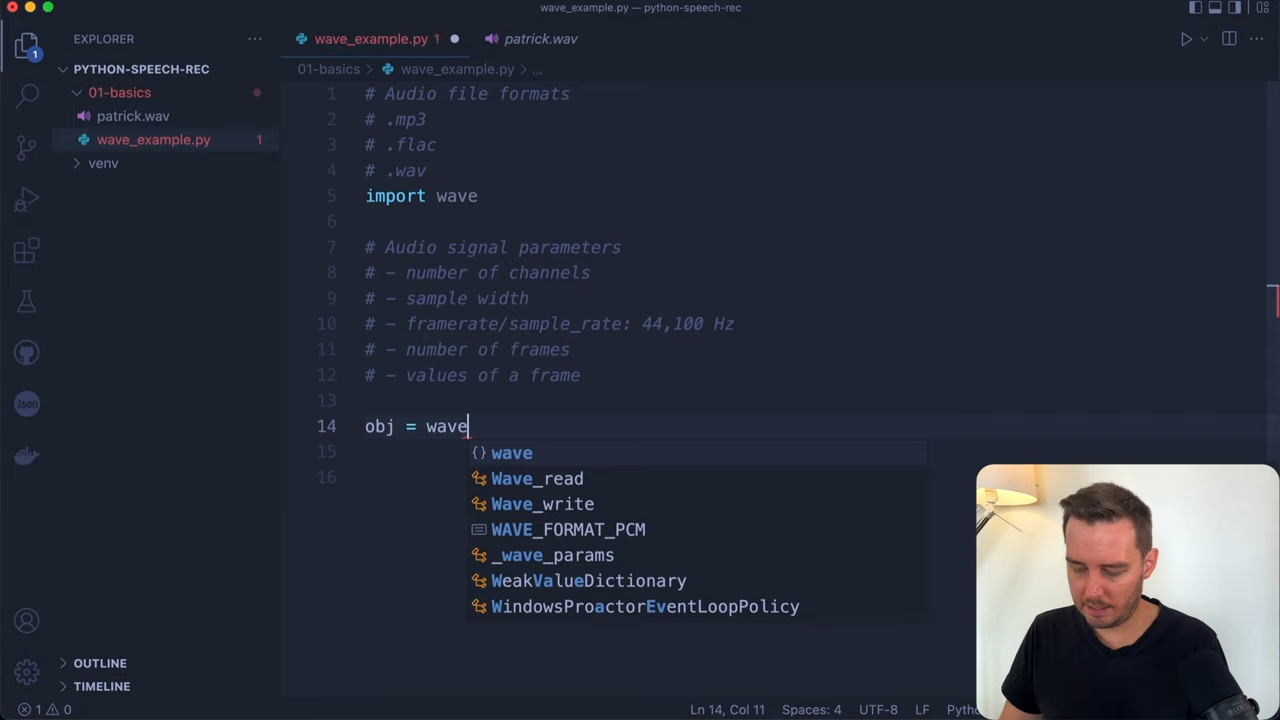 wave_example.py — python-speech-rec
EXPLORER
PYTHON-SPEECH-REC
01-basics
patrick.wav
wave_example.py 1
venv
OUTLINE
TIMELINE
1
Json
wave_example.py 1
patrick.wav
01-basics > wave_example.py > ...
1 # Audio file formats
2 # .mp3
3 # .flac
4 # .wav
5 import wave
6
7 # Audio signal parameters
8 # - number of channels
9 # - sample width
10 # - framerate/sample_rate: 44,100 Hz
11 # - number of frames
12 # - values of a frame
13
14 obj = wave
15
16
wave
Wave_read
Wave_write
WAVE_FORMAT_PCM
_wave_params
WeakValueDictionary
WindowsProactorEventLoopPolicy
1 0
Ln 14, Col 11 Spaces: 4 UTF-8 LF